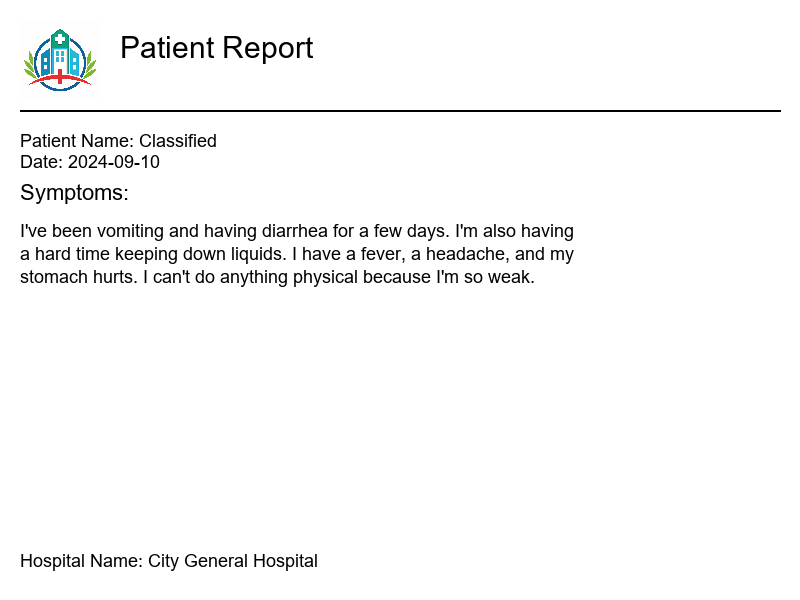 Patient Report
Patient Name: Classified
Date: 2024-09-10
Symptoms:
I've been vomiting and having diarrhea for a few days. I'm also having
a hard time keeping down liquids. I have a fever, a headache, and my
stomach hurts. I can't do anything physical because I'm so weak.
Hospital Name: City General Hospital